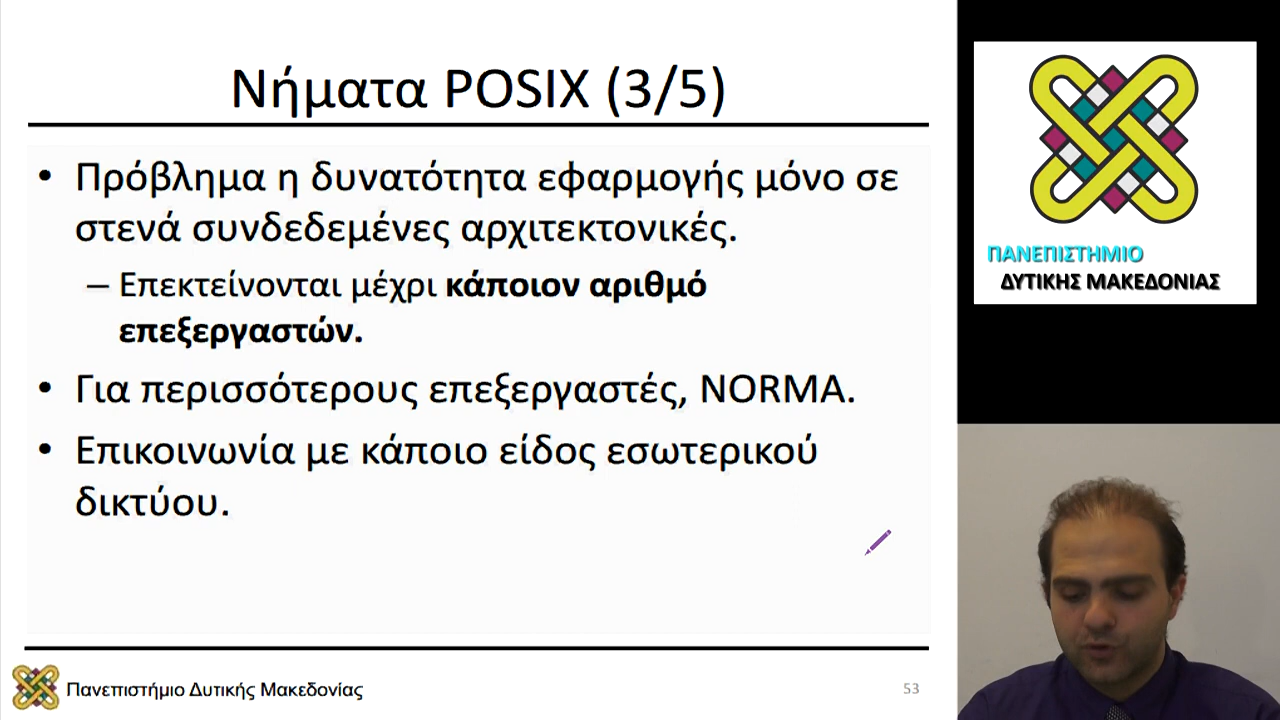 Νήματα POSIX (3/5)
• Πρόβλημα η δυνατότητα εφαρμογής μόνο σε
στενά συνδεδεμένες αρχιτεκτονικές.
– Επεκτείνονται μέχρι κάποιον αριθμό
επεξεργαστών.
• Για περισσότερους επεξεργαστές, NORMA.
• Επικοινωνία με κάποιο είδος εσωτερικού
δικτύου.
Πανεπιστήμιο Δυτικής Μακεδονίας
53
ΠΑΝΕΠΙΣΤΗΜΙΟ
ΔΥΤΙΚΗΣ ΜΑΚΕΔΟΝΙΑΣ